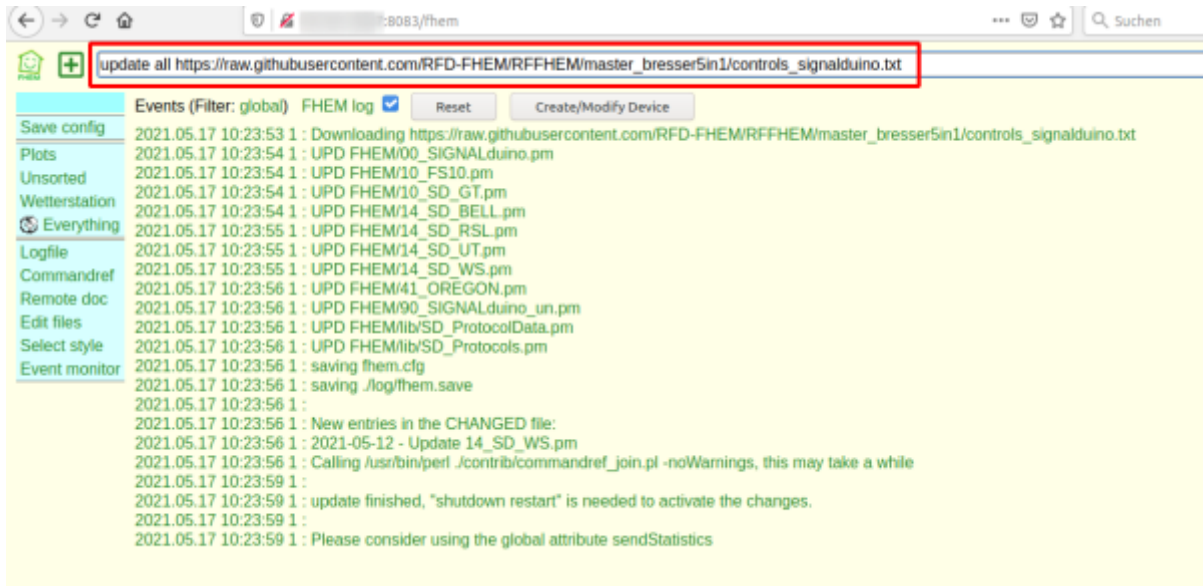 :8083/fhem
Suchen
FHEM
update all https://raw.githubusercontent.com/RFD-FHEM/RFFHEM/master_bresser5in1/controls_signalduino.txt
Events (Filter: global) FHEM log Reset Create/Modify Device
Save config
Plots
Unsorted
Wetterstation
Everything
Logfile
Commandref
Remote doc
Edit files
Select style
Event monitor
2021.05.17 10:23:53 1 : Downloading https://raw.githubusercontent.com/RFD-FHEM/RFFHEM/master_bresser5in1/controls_signalduino.txt
2021.05.17 10:23:54 1 : UPD FHEM/00_SIGNALduino.pm
2021.05.17 10:23:54 1 : UPD FHEM/10_FS10.pm
2021.05.17 10:23:54 1 : UPD FHEM/10_SD_GT.pm
2021.05.17 10:23:54 1 : UPD FHEM/14_SD_BELL.pm
2021.05.17 10:23:55 1 : UPD FHEM/14_SD_RSL.pm
2021.05.17 10:23:55 1 : UPD FHEM/14_SD_UT.pm
2021.05.17 10:23:55 1 : UPD FHEM/14_SD_WS.pm
2021.05.17 10:23:56 1 : UPD FHEM/41_OREGON.pm
2021.05.17 10:23:56 1 : UPD FHEM/90_SIGNALduino_un.pm
2021.05.17 10:23:56 1 : UPD FHEM/lib/SD_ProtocolData.pm
2021.05.17 10:23:56 1 : UPD FHEM/lib/SD_Protocols.pm
2021.05.17 10:23:56 1 : saving fhem.cfg
2021.05.17 10:23:56 1 : saving ./log/fhem.save
2021.05.17 10:23:56 1 :
2021.05.17 10:23:56 1 : New entries in the CHANGED file:
2021.05.17 10:23:56 1 : 2021-05-12 - Update 14_SD_WS.pm
2021.05.17 10:23:56 1 : Calling /usr/bin/perl ./contrib/commandref_join.pl -noWarnings, this may take a while
2021.05.17 10:23:59 1 :
2021.05.17 10:23:59 1 : update finished, "shutdown restart" is needed to activate the changes.
2021.05.17 10:23:59 1 :
2021.05.17 10:23:59 1 : Please consider using the global attribute sendStatistics